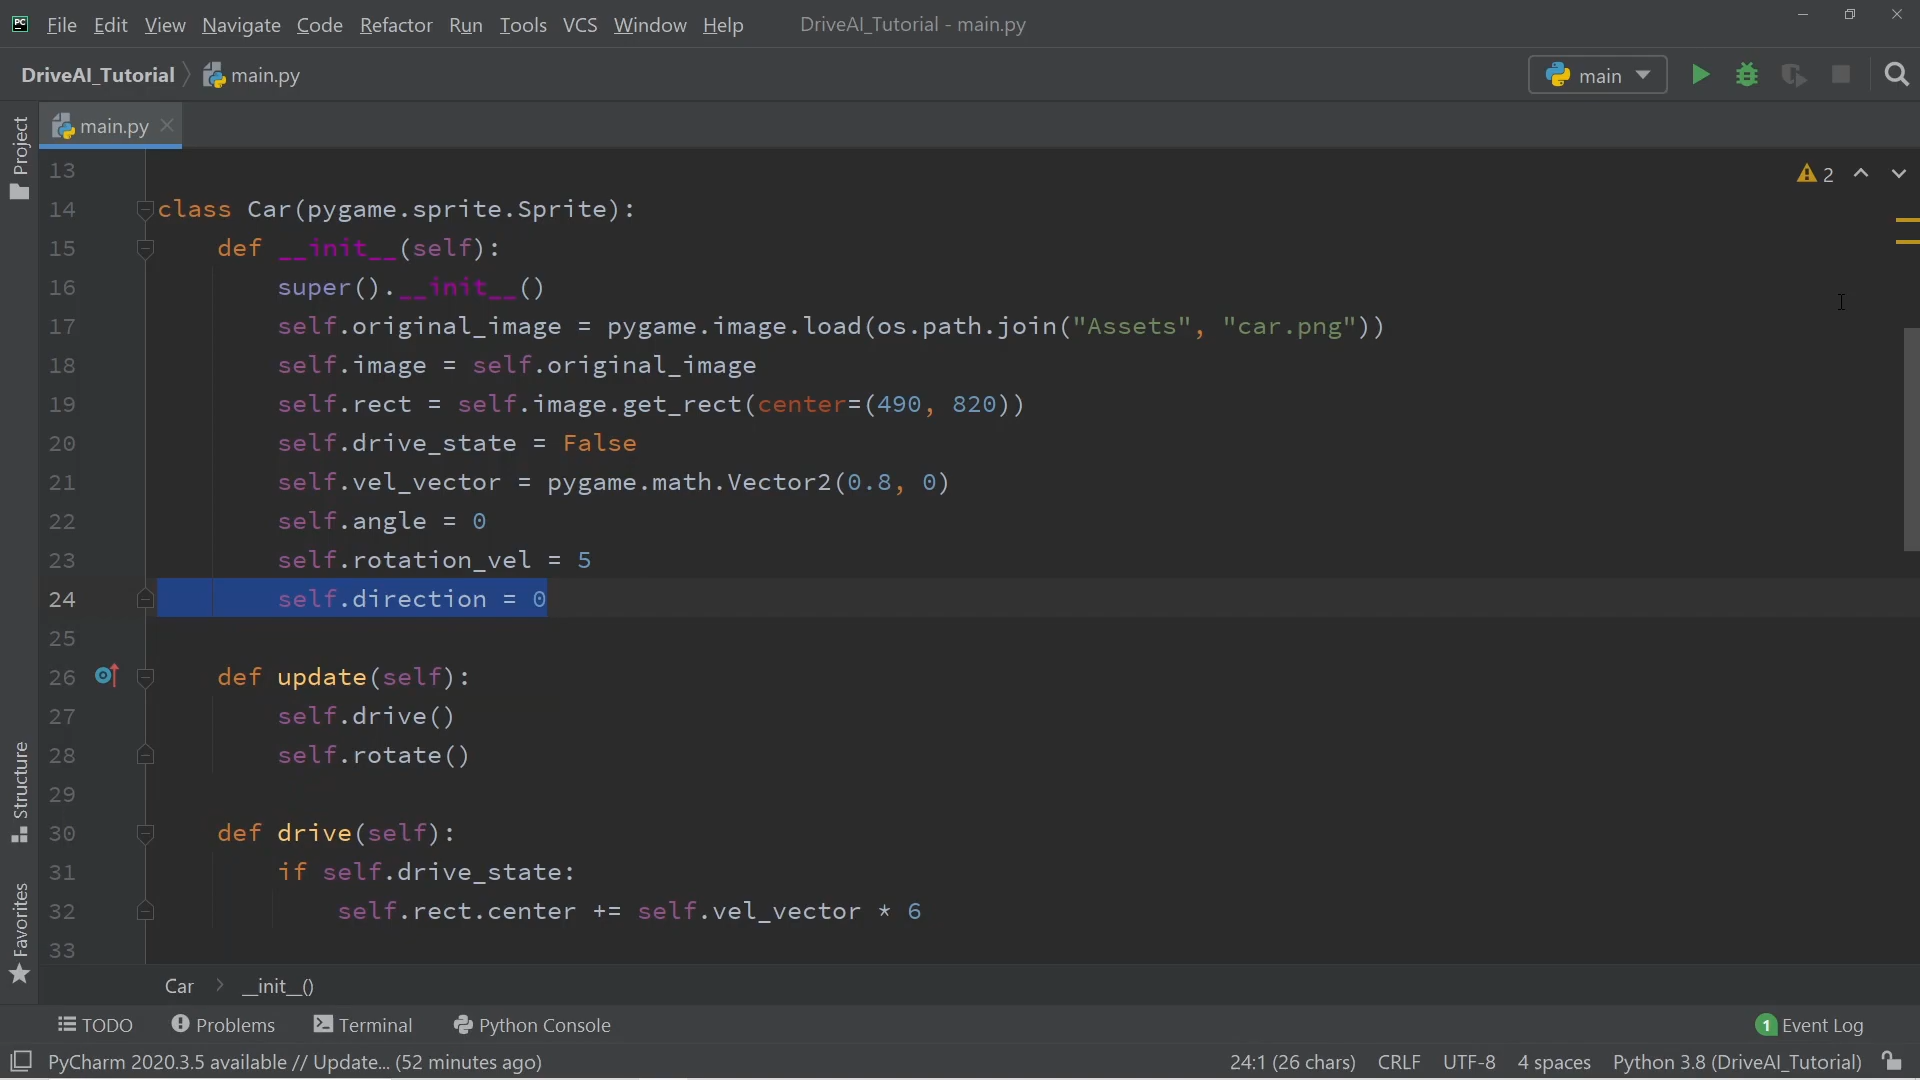 PC File Edit View Navigate Code Refactor Run Tools VCS Window Help DriveAI_Tutorial - main.py
DriveAI_Tutorial main.py main
Project
main.py
13 2
14 class Car(pygame.sprite.Sprite):
15 def __init__(self):
16 super().__init__()
17 self.original_image = pygame.image.load(os.path.join("Assets", "car.png"))
18 self.image = self.original_image
19 self.rect = self.image.get_rect(center=(490, 820))
20 self.drive_state = False
21 self.vel_vector = pygame.math.Vector2(0.8, 0)
22 self.angle = 0
23 self.rotation_vel = 5
24 self.direction = 0
25
26 def update(self):
27 self.drive()
28 self.rotate()
29
30 def drive(self):
31 if self.drive_state:
32 self.rect.center += self.vel_vector * 6
33
Structure
Favorites
Car __init__()
TODO Problems Terminal Python Console 1 Event Log
PyCharm 2020.3.5 available // Update... (52 minutes ago) 24:1 (26 chars) CRLF UTF-8 4 spaces Python 3.8 (DriveAI_Tutorial)